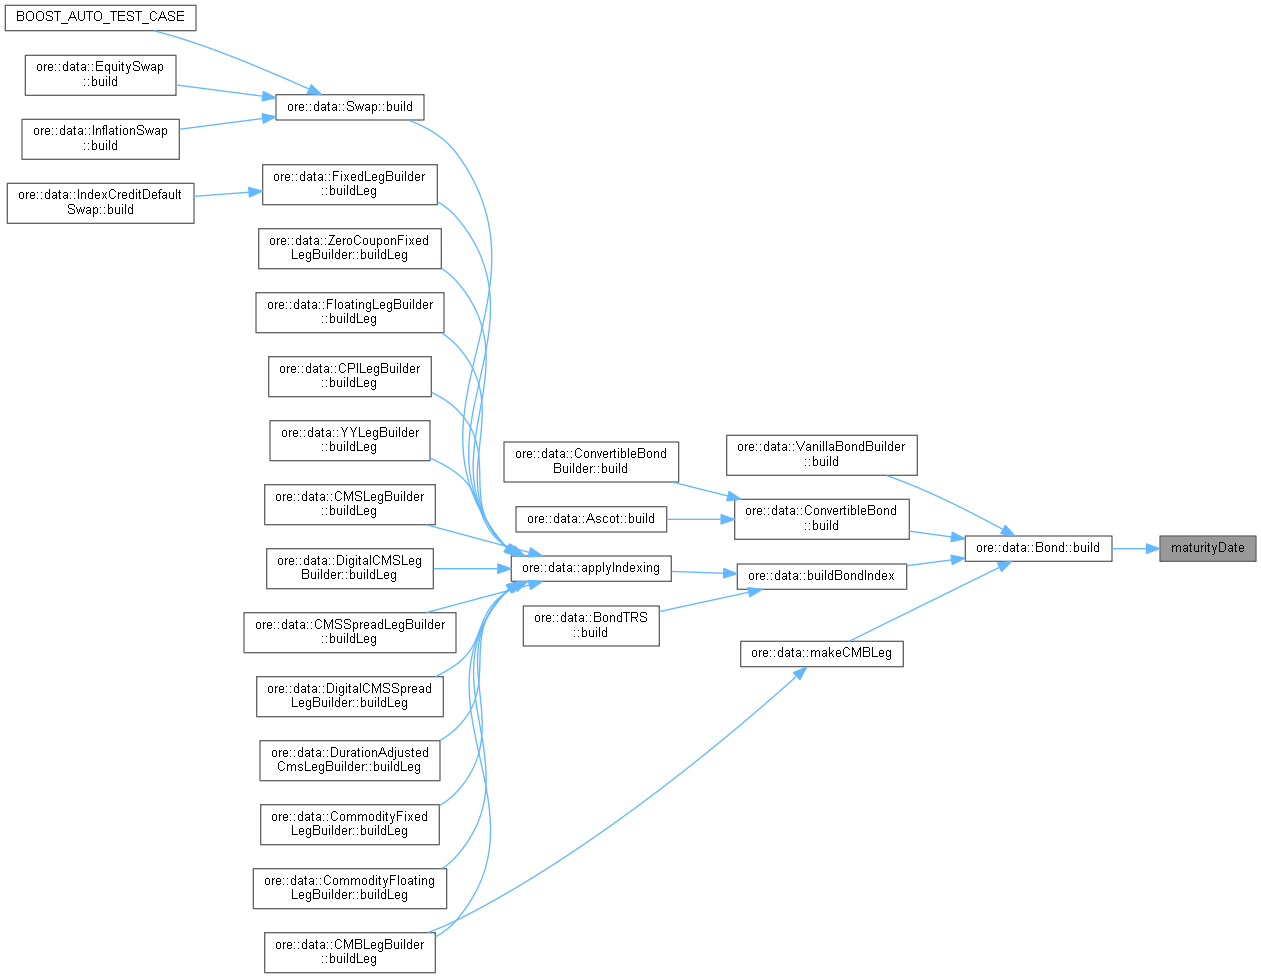 BOOST_AUTO_TEST_CASE
ore::data::EquitySwap
::build
ore::data::Swap::build
ore::data::InflationSwap
::build
ore::data::FixedLegBuilder
::buildLeg
ore::data::IndexCreditDefault
Swap::build
ore::data::ZeroCouponFixed
LegBuilder::buildLeg
ore::data::FloatingLegBuilder
::buildLeg
ore::data::CPILegBuilder
::buildLeg
ore::data::YYLegBuilder
::buildLeg
ore::data::CMSLegBuilder
::buildLeg
ore::data::DigitalCMSLeg
Builder::buildLeg
ore::data::CMSSpreadLegBuilder
::buildLeg
ore::data::DigitalCMSSpread
LegBuilder::buildLeg
ore::data::DurationAdjusted
CmsLegBuilder::buildLeg
ore::data::CommodityFixed
LegBuilder::buildLeg
ore::data::CommodityFloating
LegBuilder::buildLeg
ore::data::CMBLegBuilder
::buildLeg
ore::data::ConvertibleBond
Builder::build
ore::data::Ascot::build
ore::data::applyIndexing
ore::data::BondTRS
::build
ore::data::VanillaBondBuilder
::build
ore::data::ConvertibleBond
::build
ore::data::buildBondIndex
ore::data::makeCMBLeg
ore::data::Bond::build
maturityDate